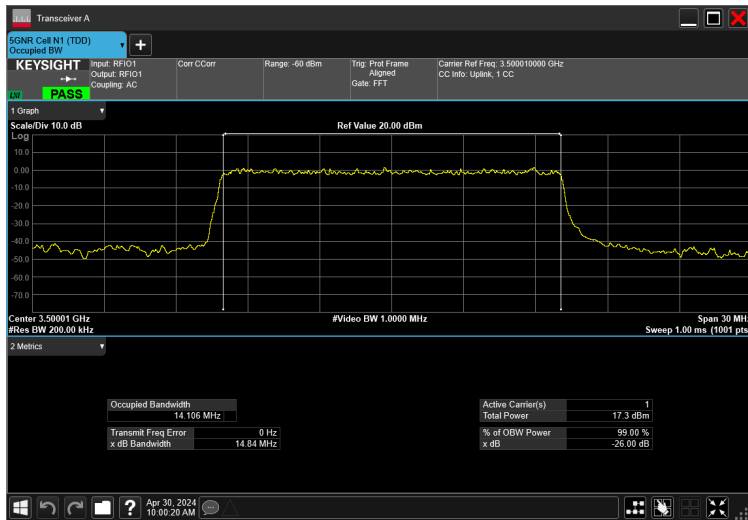 Transceiver A
5GNR Cell N1 (TDD)
Occupied BW
KEYSIGHT
LXI
PASS
Input: RFIO1
Output: RFIO1
Coupling: AC
Corr CCorr
Range: -60 dBm
Trig: Prot Frame
Aligned
Gate: FFT
Carrier Ref Freq: 3.500010000 GHz
CC Info: Uplink, 1 CC
1 Graph
Scale/Div 10.0 dB
Ref Value 20.00 dBm
Log
10.0
0.00
-10.0
-20.0
-30.0
-40.0
-50.0
-60.0
-70.0
Center 3.50001 GHz
#Video BW 1.0000 MHz
Span 30 MHz
#Res BW 200.00 kHz
Sweep 1.00 ms (1001 pts
2 Metrics
Occupied Bandwidth
14.106 MHz
Transmit Freq Error 0 Hz
x dB Bandwidth 14.84 MHz
Active Carrier(s) 1
Total Power 17.3 dBm
% of OBW Power 99.00 %
x dB -26.00 dB
?
Apr 30, 2024
10:00:20 AM